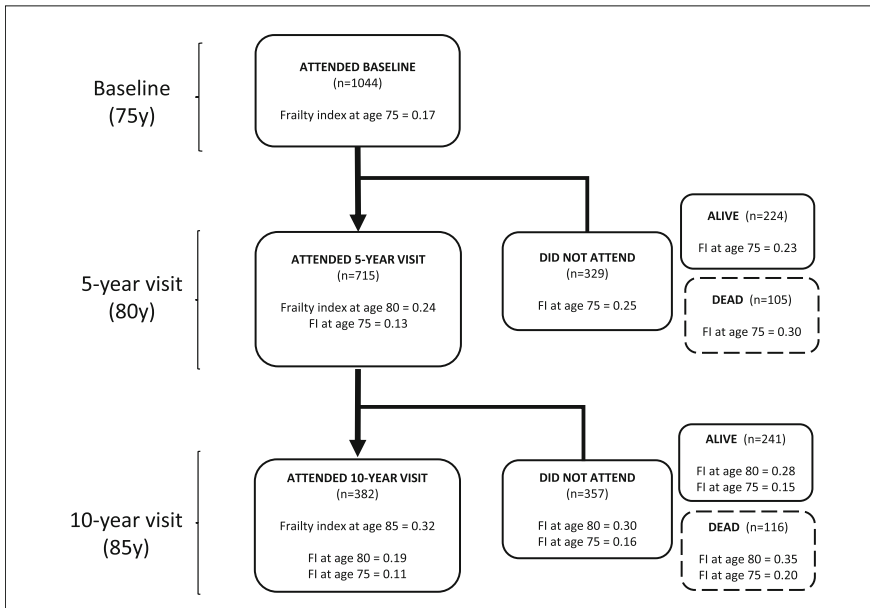 Baseline
(75y)
ATTENDED BASELINE
(n=1044)
Frailty index at age 75 = 0.17
5-year visit
(80y)
ATTENDED 5-YEAR VISIT
(n=715)
Frailty index at age 80 = 0.24
FI at age 75 = 0.13
DID NOT ATTEND
(n=329)
FI at age 75 = 0.25
ALIVE (n=224)
FI at age 75 = 0.23
DEAD (n=105)
FI at age 75 = 0.30
10-year visit
(85y)
ATTENDED 10-YEAR VISIT
(n=382)
Frailty index at age 85 = 0.32
FI at age 80 = 0.19
FI at age 75 = 0.11
DID NOT ATTEND
(n=357)
FI at age 80 = 0.30
FI at age 75 = 0.16
ALIVE (n=241)
FI at age 80 = 0.28
FI at age 75 = 0.15
DEAD (n=116)
FI at age 80 = 0.35
FI at age 75 = 0.20